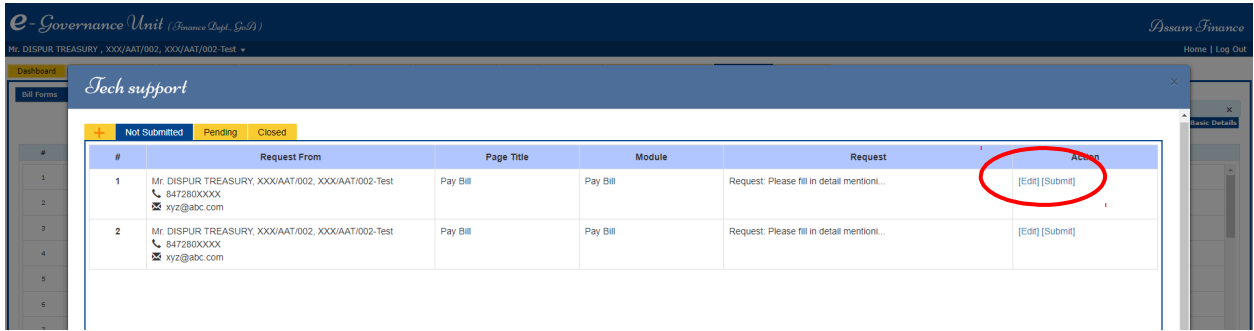 e - Governance Unit (Finance Dept., GoA)
Assam Finance
Mr. DISPUR TREASURY , XXX/AAT/002, XXX/AAT/002-Test
Home | Log Out
Dashboard
Bill Forms
Tech support
×
×
Basic Details
+ Not Submitted Pending Closed
# Request From Page Title Module Request Action
1 Mr. DISPUR TREASURY, XXX/AAT/002, XXX/AAT/002-Test Pay Bill Pay Bill Request: Please fill in detail mentioni... [Edit] [Submit]
847280XXXX
xyz@abc.com
2 Mr. DISPUR TREASURY, XXX/AAT/002, XXX/AAT/002-Test Pay Bill Pay Bill Request: Please fill in detail mentioni... [Edit] [Submit]
847280XXXX
xyz@abc.com
#
1
2
3
4
5
6